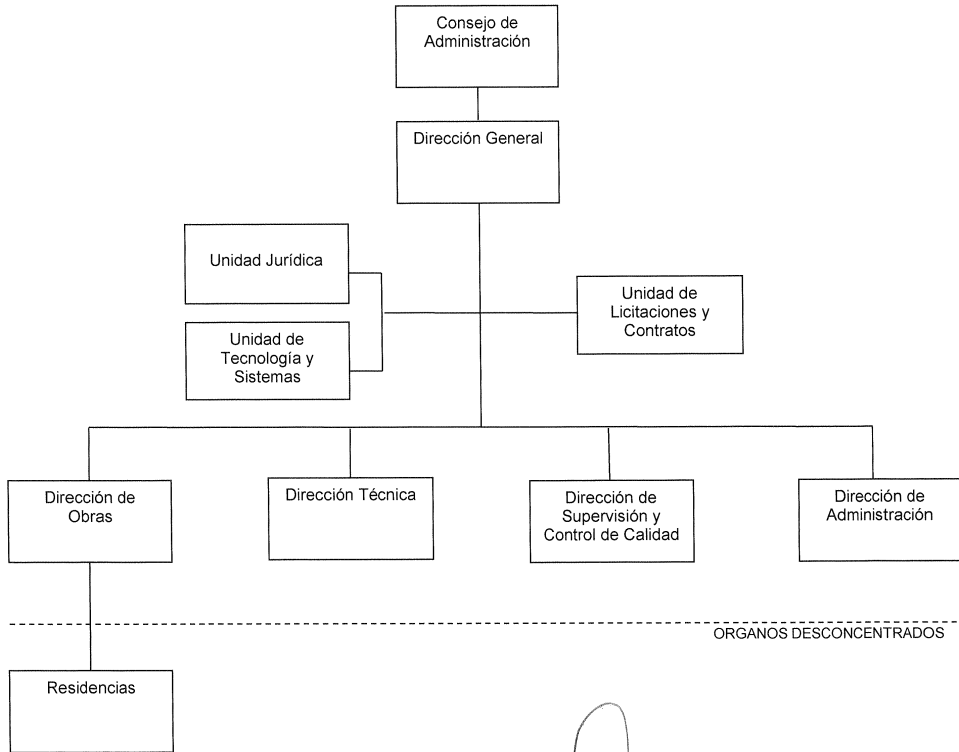 Consejo de
Administración
Dirección General
Unidad Jurídica
Unidad de
Licitaciones y
Contratos
Unidad de
Tecnología y
Sistemas
Dirección de
Obras
Dirección Técnica
Dirección de
Supervisión y
Control de Calidad
Dirección de
Administración
ORGANOS DESCONCENTRADOS
Residencias